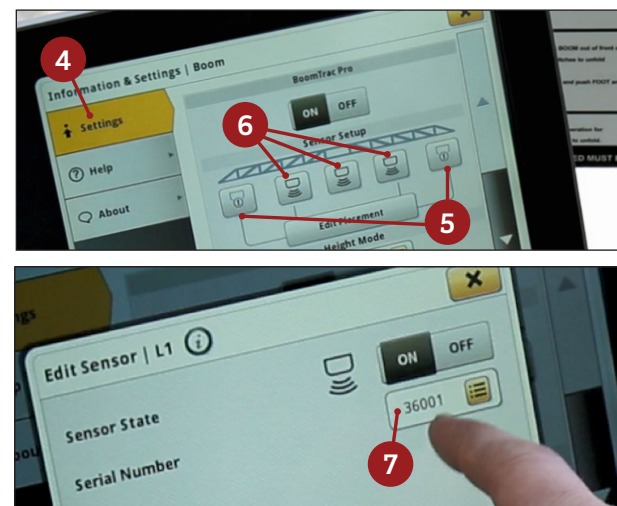 Information & Settings | Boom
4
Settings
Help
About
BoomTrac Pro
ON OFF
Sensor Setup
6
5
Edit Placement
Height Mode
BOOM out of front
and push FOOT
to unfold
ED MUST
Edit Sensor | L1
ON OFF
Sensor State
36001
Serial Number
7